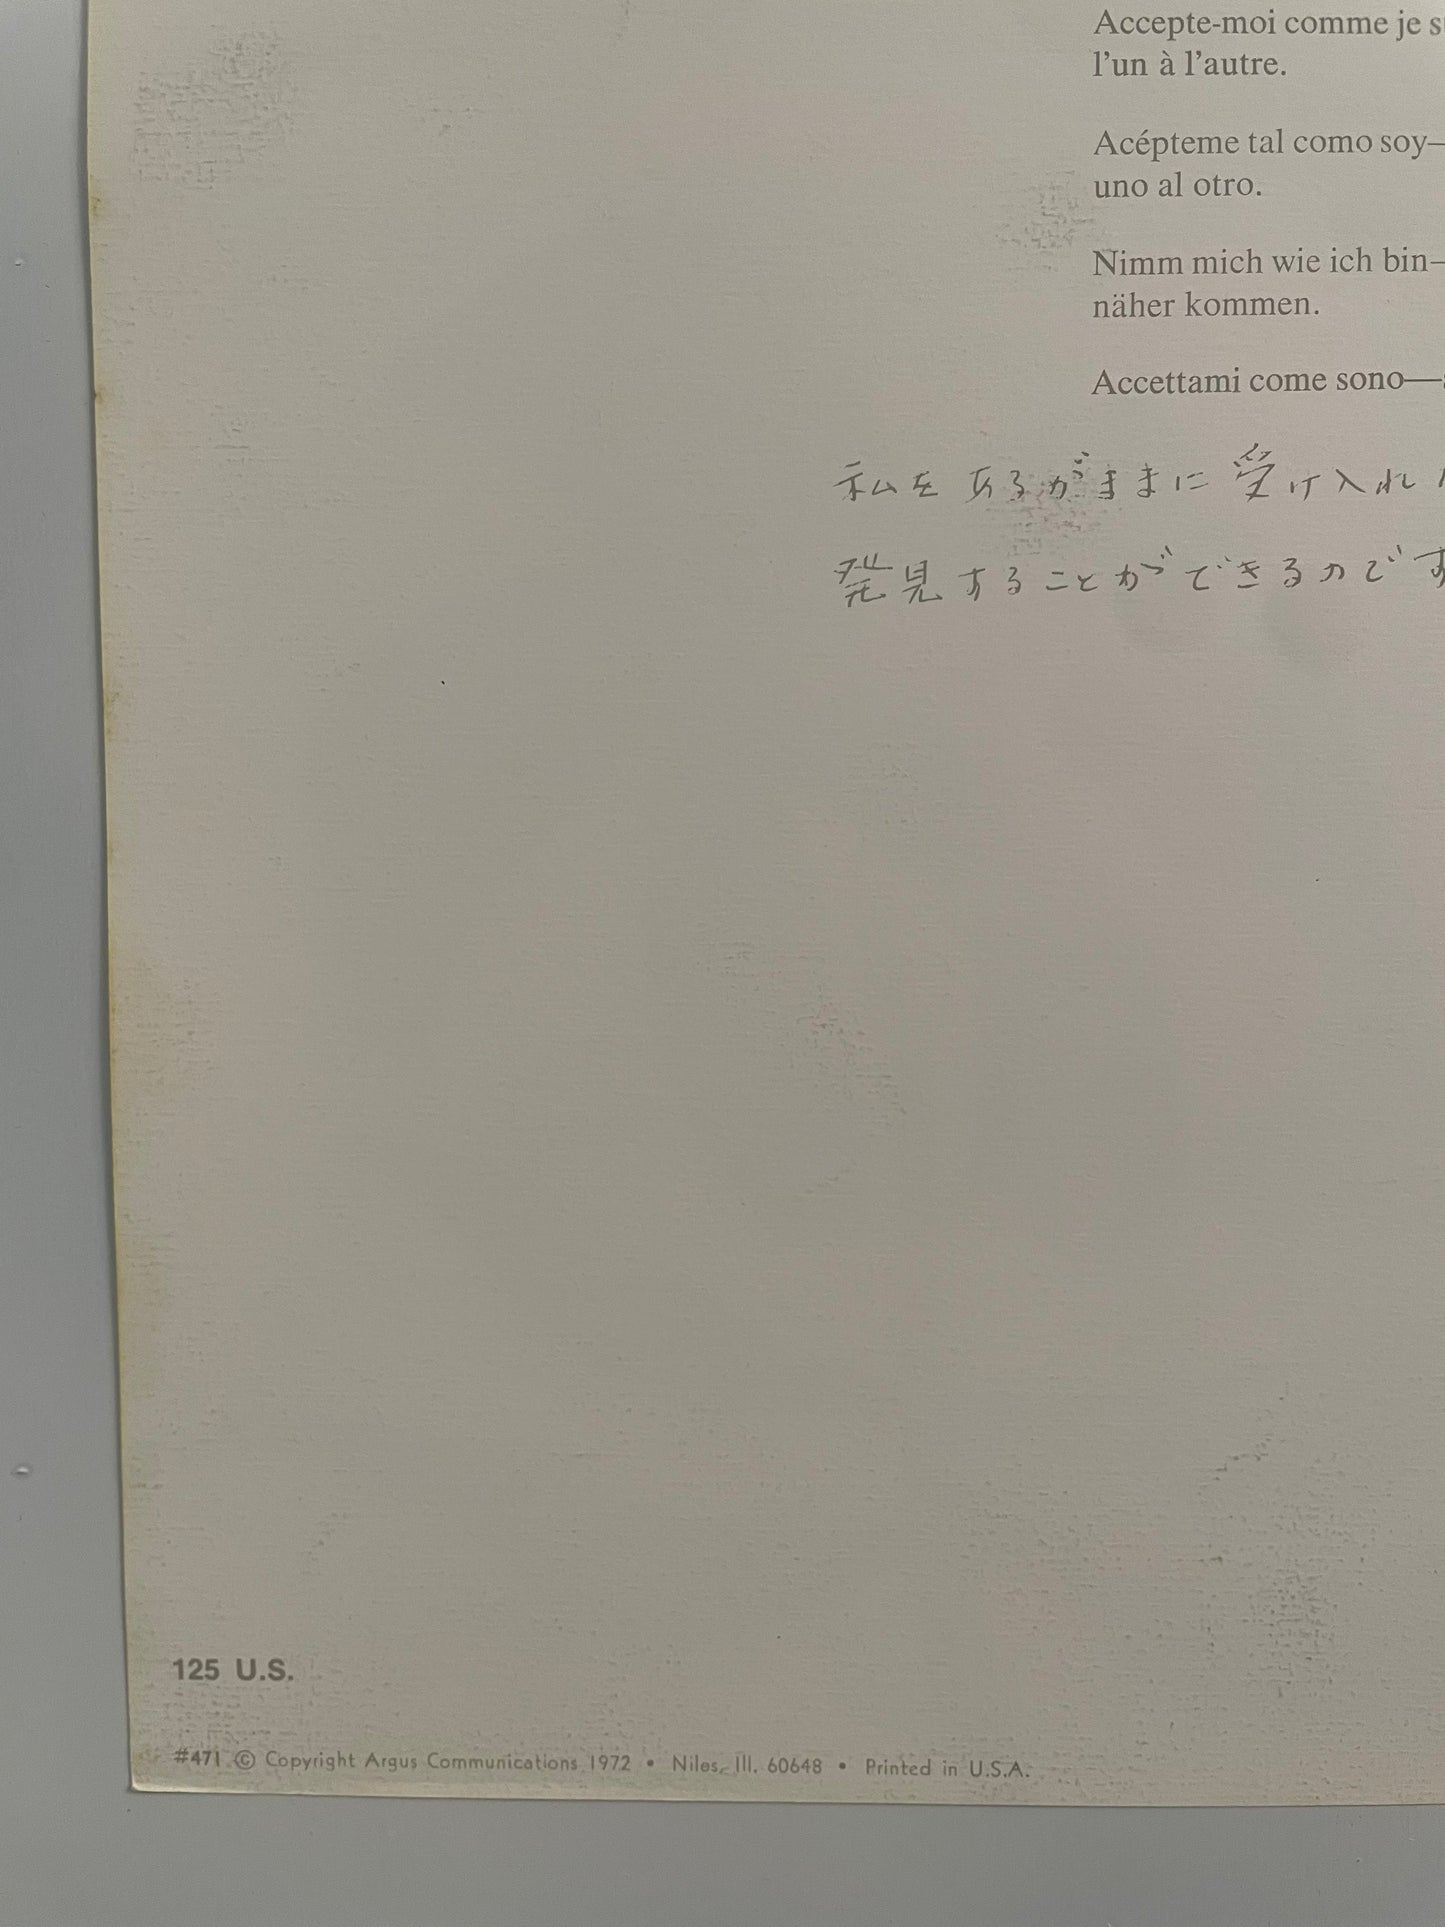 Accepte-moi comme je
l'un à l'autre.
Acépteme tal como soy—
uno al otro.
Nimm mich wie ich bin–
näher kommen.
Accettami come sono—
私をあるがままに受け入れ
発見することができるのです
125 U.S.
#471 © Copyright Argus Communications 1972 • Niles, Ill. 60648 • Printed in U.S.A.